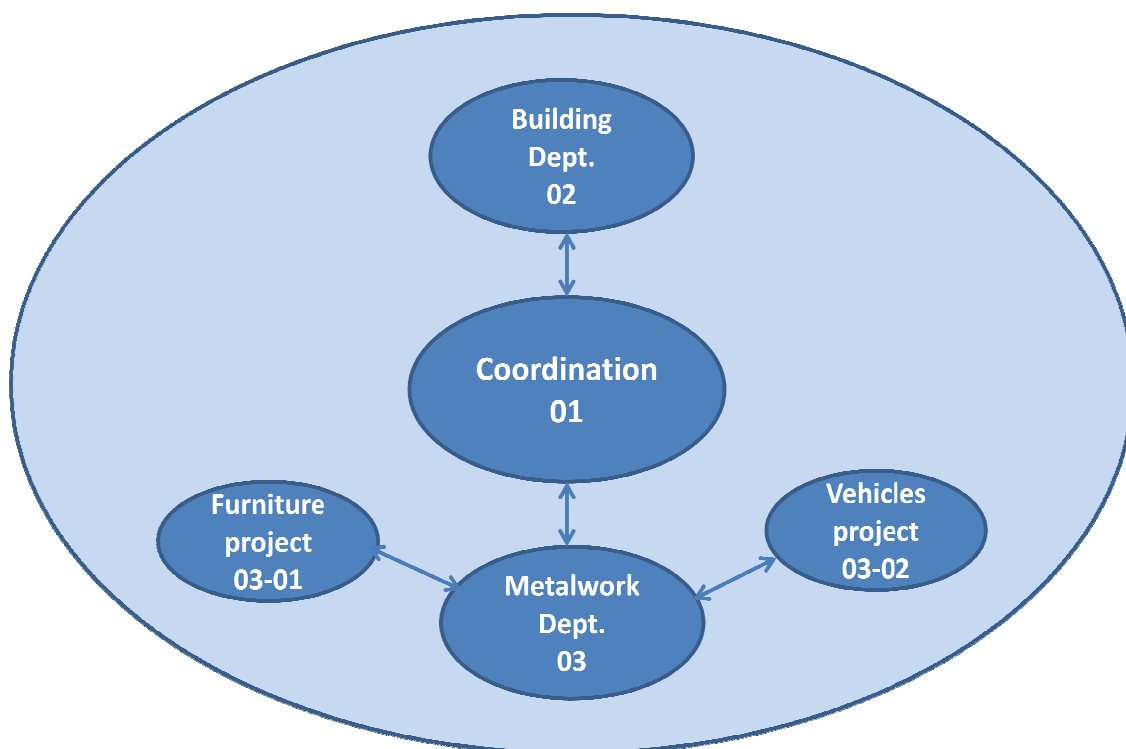 Building
Dept.
02
Coordination
01
Furniture
project
03-01
Vehicles
project
03-02
Metalwork
Dept.
03